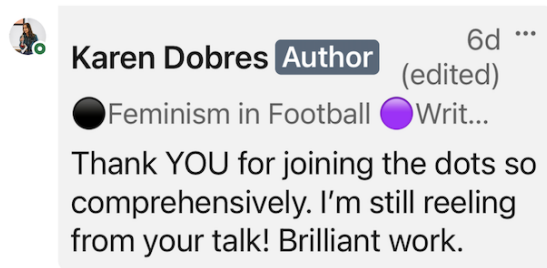 Karen Dobres Author 6d ...
(edited)
⚫Feminism in Football 🟣Writ...
Thank YOU for joining the dots so
comprehensively. I'm still reeling
from your talk! Brilliant work.